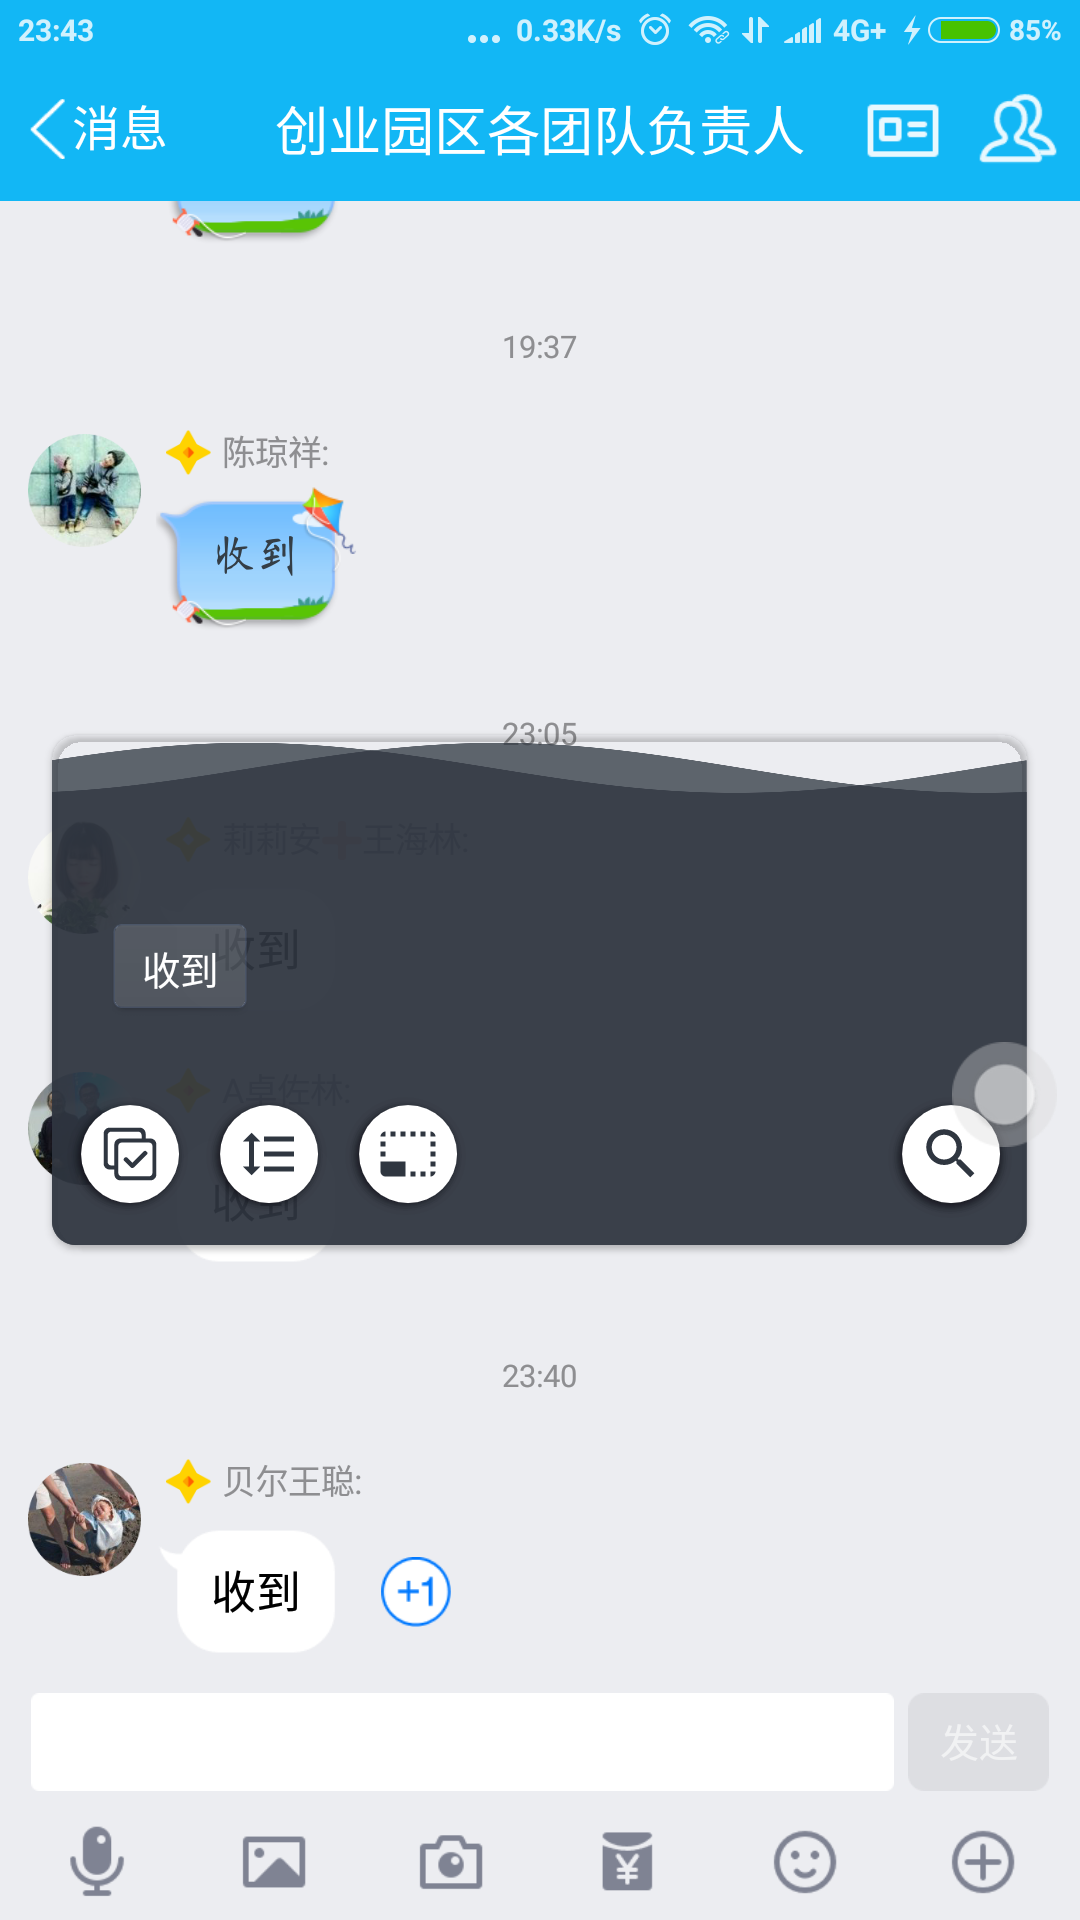 23:43 ... 0.33K/s 4G+ 85%
消息 创业园区各团队负责人
19:37
陈琼祥:
收到
23:05
莉莉安 王海林:
收到
收到
A卓佐林:
收到
23:40
贝尔王聪:
收到 +1
发送